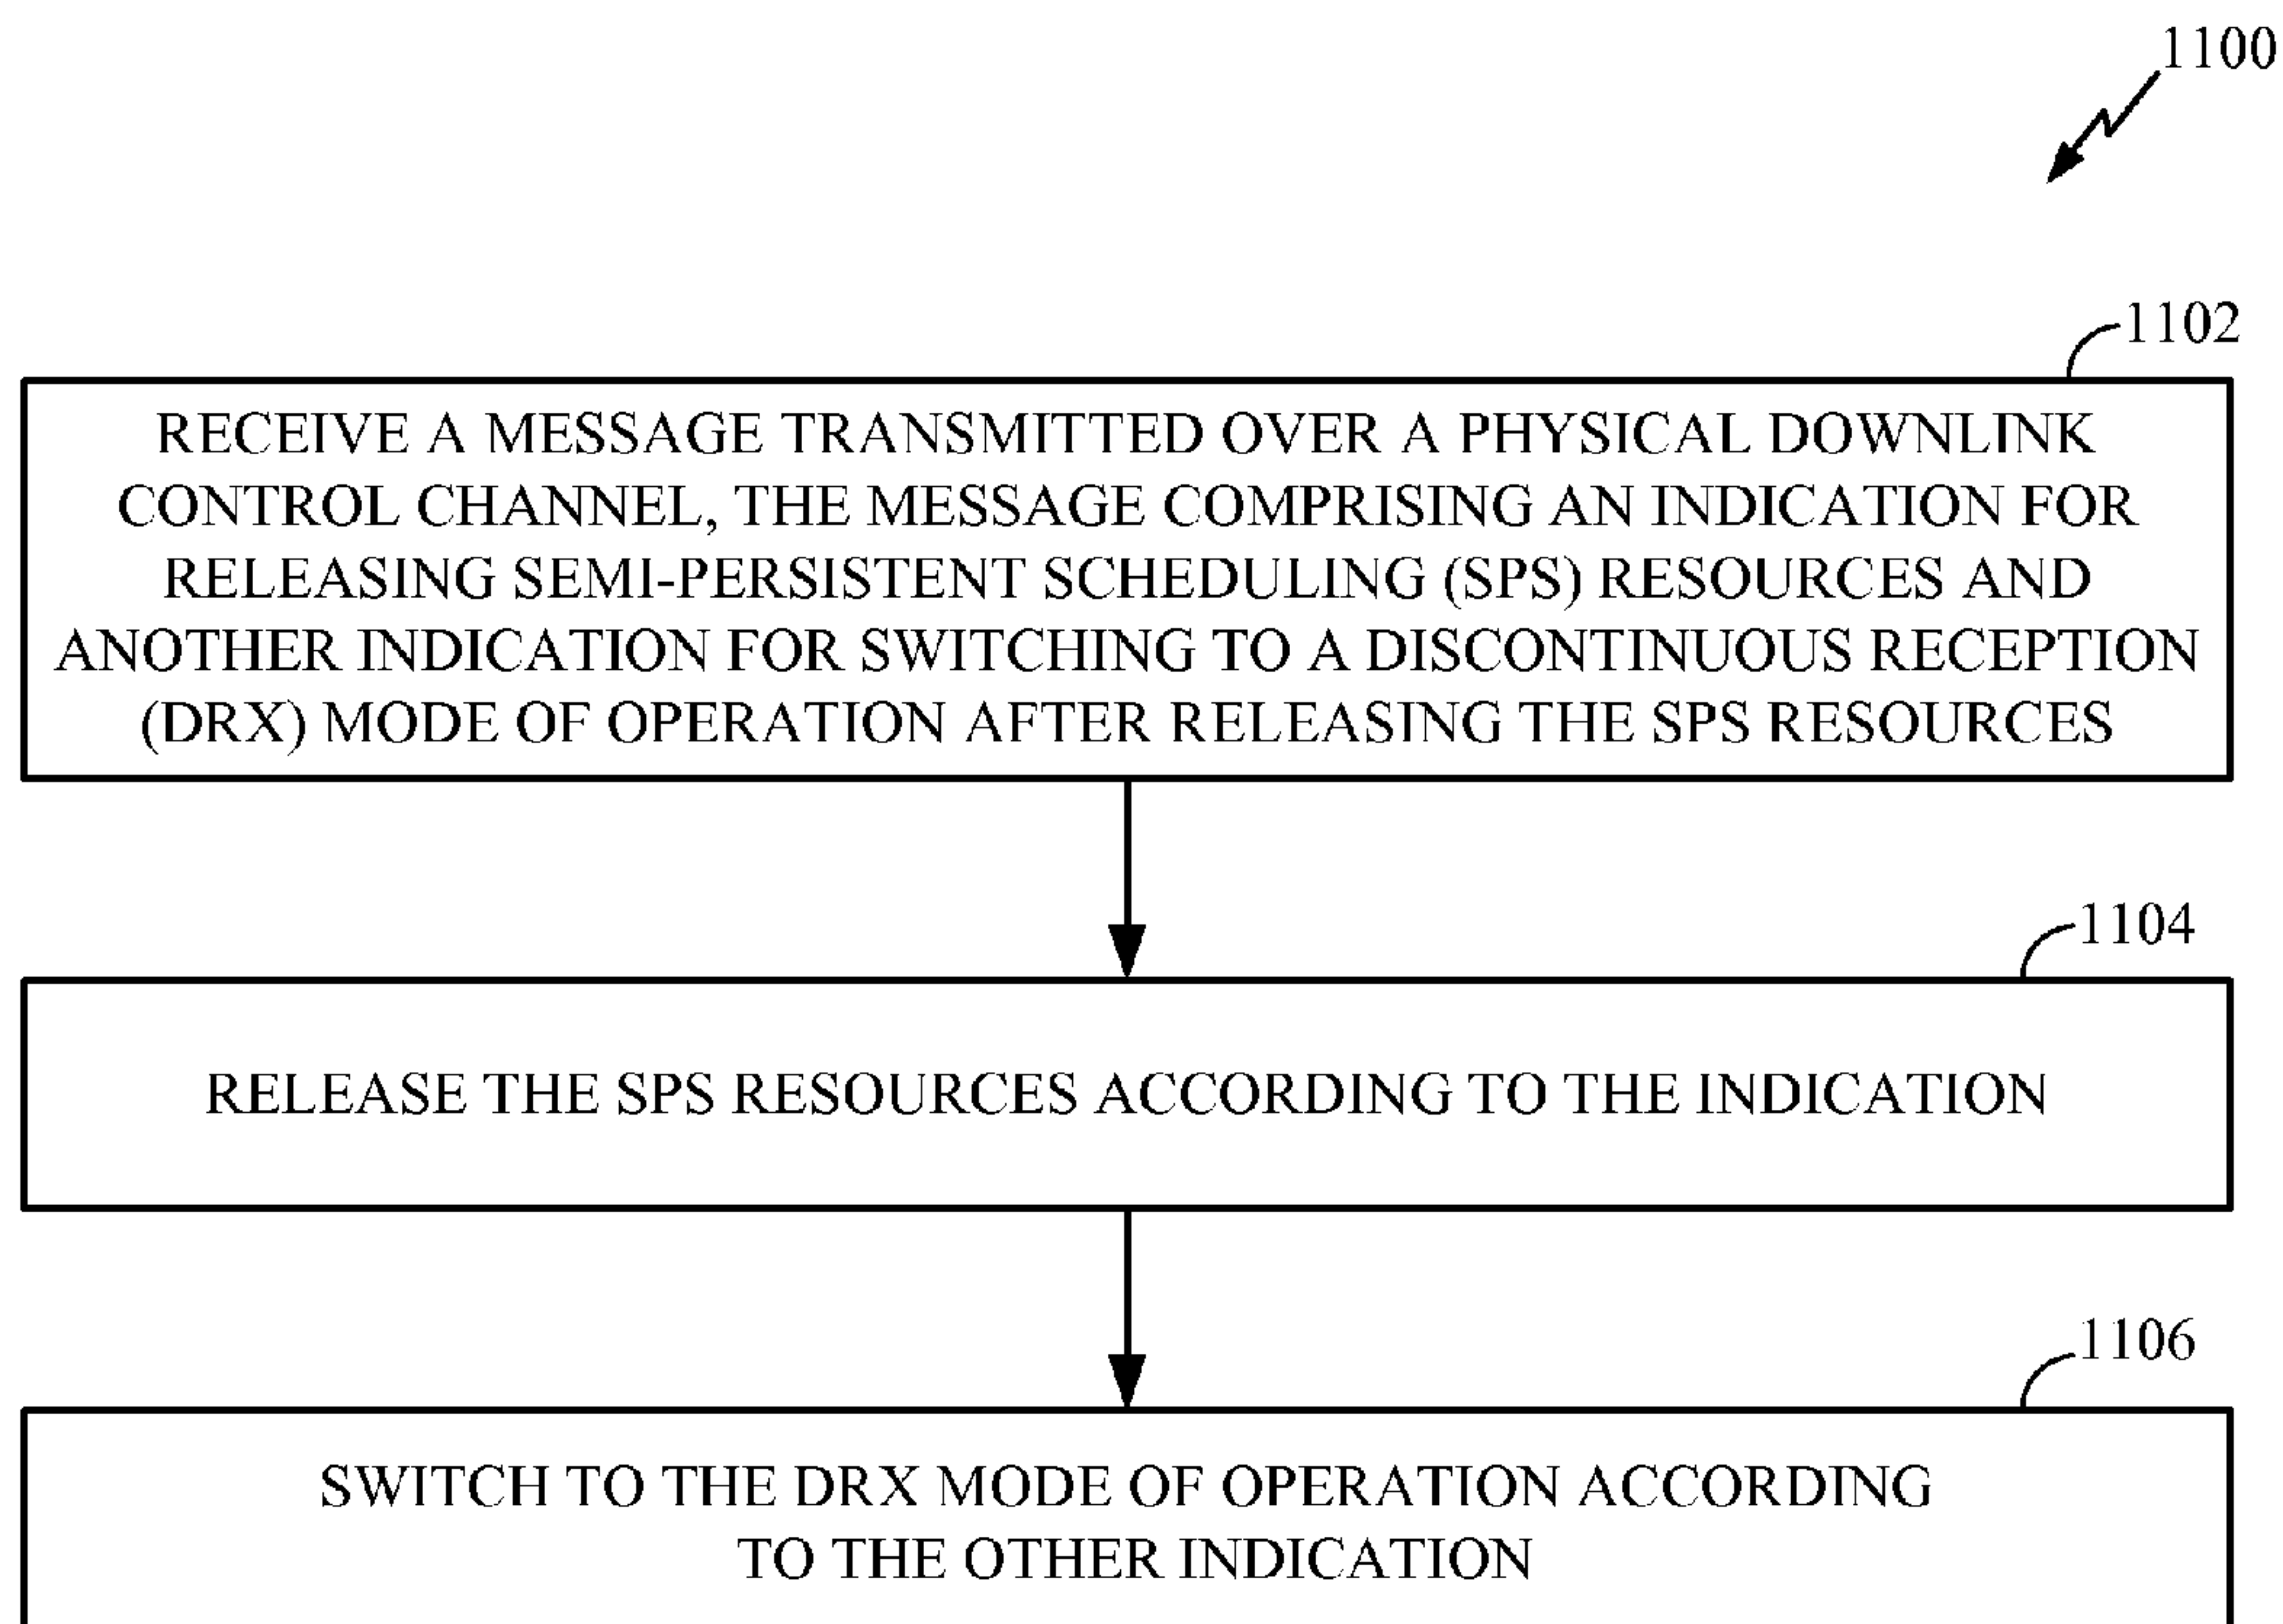 1100
1102
RECEIVE A MESSAGE TRANSMITTED OVER A PHYSICAL DOWNLINK
CONTROL CHANNEL, THE MESSAGE COMPRISING AN INDICATION FOR
RELEASING SEMI-PERSISTENT SCHEDULING (SPS) RESOURCES AND
ANOTHER INDICATION FOR SWITCHING TO A DISCONTINUOUS RECEPTION
(DRX) MODE OF OPERATION AFTER RELEASING THE SPS RESOURCES
1104
RELEASE THE SPS RESOURCES ACCORDING TO THE INDICATION
1106
SWITCH TO THE DRX MODE OF OPERATION ACCORDING
TO THE OTHER INDICATION